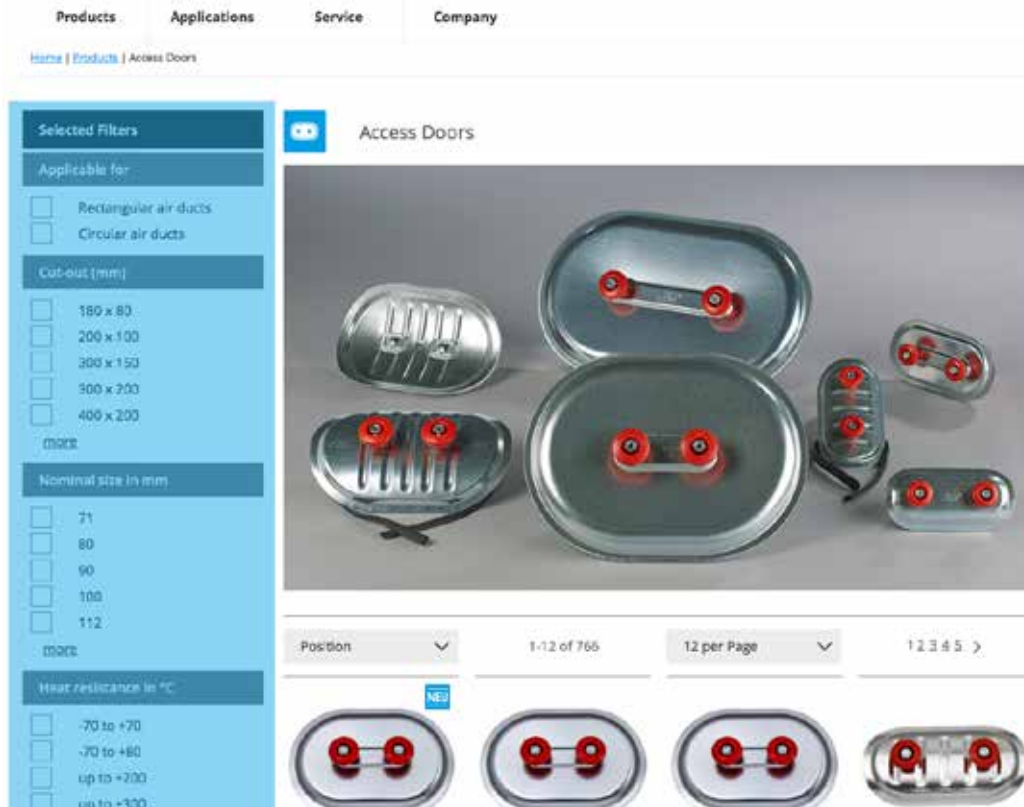 Products
Applications
Service
Company
Home | Products | Access Doors
Selected Filters
Applicable for
Rectangular air ducts
Circular air ducts
Cut-out (mm)
180 x 80
200 x 100
300 x 150
300 x 200
400 x 200
more
Nominal size in mm
71
80
90
100
112
more
Heat resistance in °C
-70 to +70
-70 to +80
up to +200
up to +300
Access Doors
Position
1-12 of 766
12 per Page
1 2 3 4 5 >
NEU